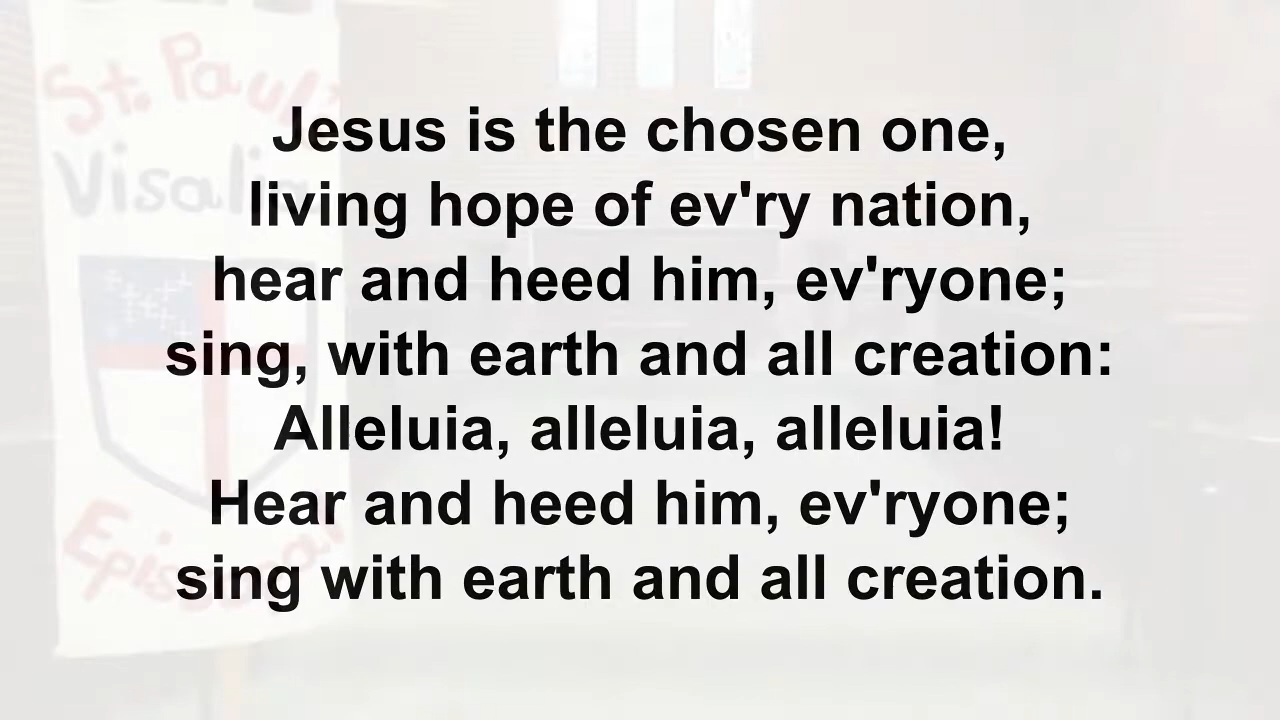 St. Paul's
Visalia
Jesus is the chosen one,
living hope of ev'ry nation,
hear and heed him, ev'ryone;
sing, with earth and all creation:
Alleluia, alleluia, alleluia!
Hear and heed him, ev'ryone;
sing with earth and all creation.